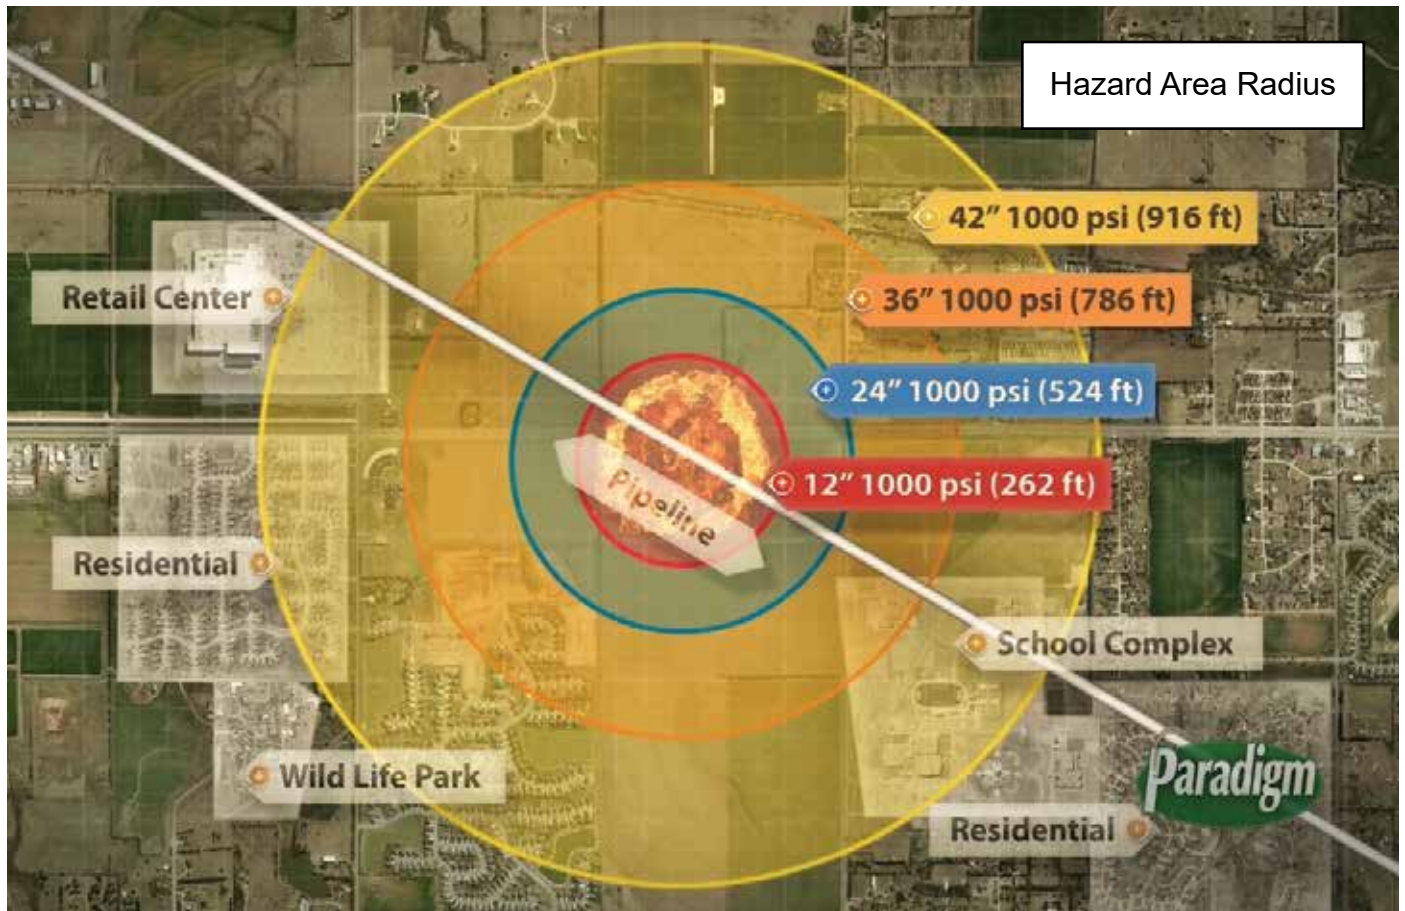 Hazard Area Radius
42” 1000 psi (916 ft)
Retail Center
36” 1000 psi (786 ft)
24” 1000 psi (524 ft)
12” 1000 psi (262 ft)
Pipeline
Residential
School Complex
Wild Life Park
Paradigm
Residential